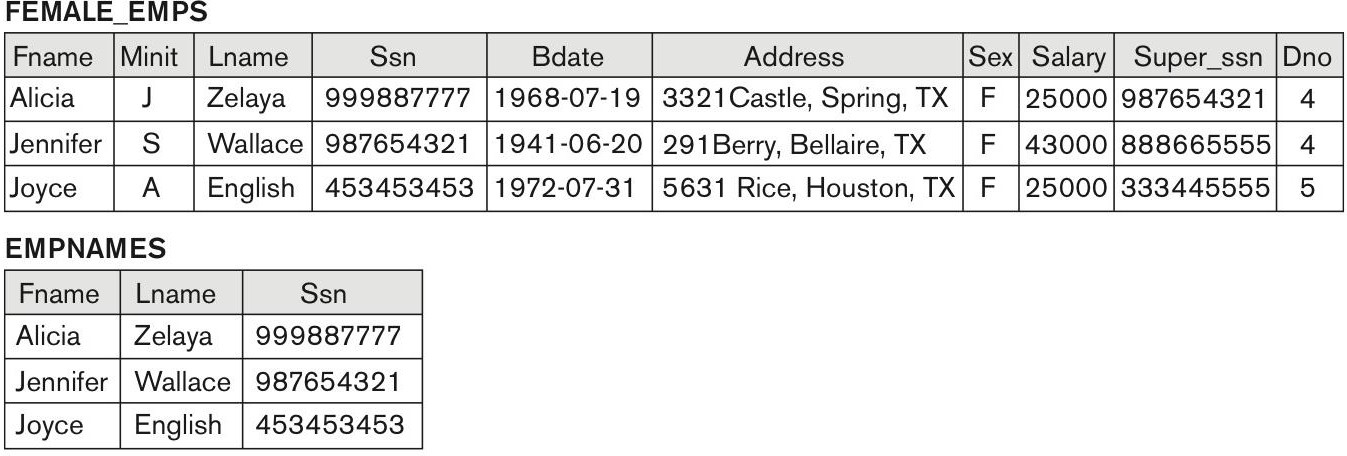 FEMALE_EMPS
Fname Minit Lname Ssn Bdate Address Sex Salary Super_ssn Dno
Alicia J Zelaya 999887777 1968-07-19 3321Castle, Spring, TX F 25000 987654321 4
Jennifer S Wallace 987654321 1941-06-20 291Berry, Bellaire, TX F 43000 888665555 4
Joyce A English 453453453 1972-07-31 5631 Rice, Houston, TX F 25000 333445555 5
EMPNAMES
Fname Lname Ssn
Alicia Zelaya 999887777
Jennifer Wallace 987654321
Joyce English 453453453